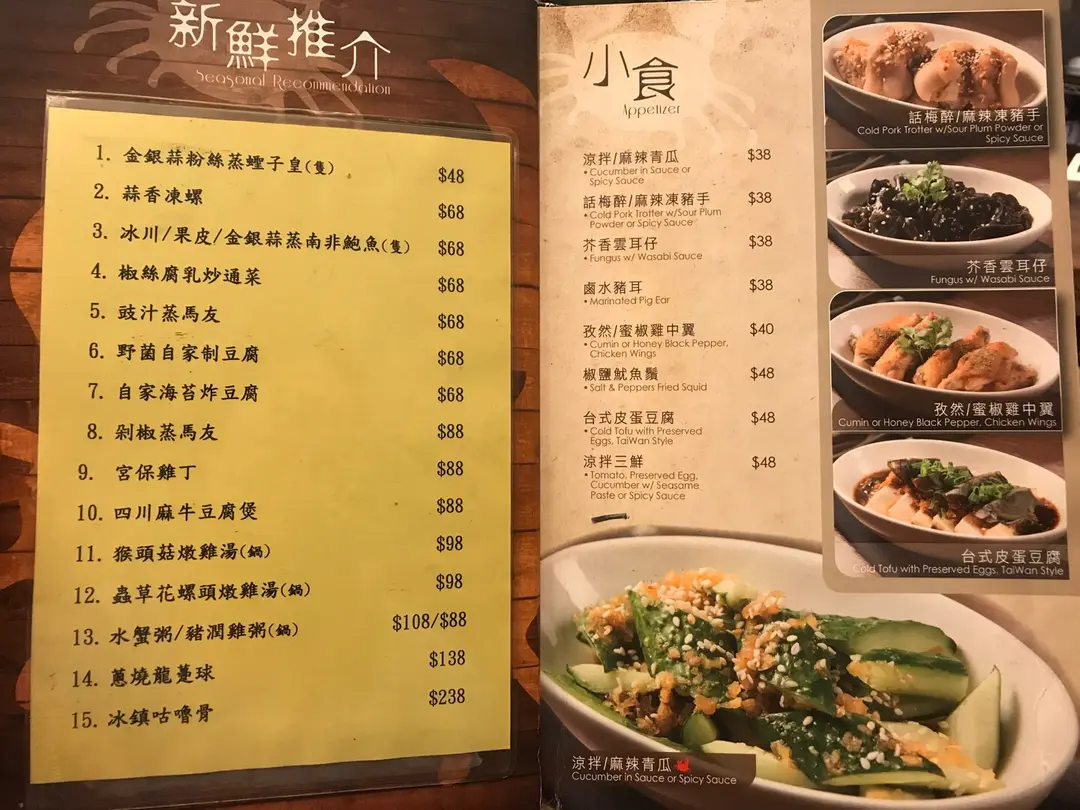 新鮮推介
Seasonal Recommendation
1. 金銀蒜粉絲蒸蟶子皇(隻) $48
2. 蒜香凍螺 $68
3. 冰川/果皮/金銀蒜蒸南非鮑魚(隻) $68
4. 椒絲腐乳炒通菜 $68
5. 豉汁蒸馬友 $68
6. 野菌自家制豆腐 $68
7. 自家海苔炸豆腐 $68
8. 剁椒蒸馬友 $88
9. 宮保雞丁 $88
10. 四川麻牛豆腐煲 $88
11. 猴頭菇燉雞湯(鍋) $98
12. 蟲草花螺頭燉雞湯(鍋) $98
13. 水蟹粥/豬潤雞粥(鍋) $108/$88
14. 蔥燒龍躉球 $138
15. 冰鎮咕嚕骨 $238
小食
Appetizer
涼拌/麻辣青瓜 $38
• Cucumber in Sauce or
Spicy Sauce
話梅醉/麻辣凍豬手 $38
• Cold Pork Trotter w/Sour Plum
Powder or Spicy Sauce
芥香雲耳仔 $38
• Fungus w/ Wasabi Sauce
鹵水豬耳 $38
• Marinated Pig Ear
孜然/蜜椒雞中翼 $40
• Cumin or Honey Black Pepper,
Chicken Wings
椒鹽魷魚鬚 $48
• Salt & Peppers Fried Squid
台式皮蛋豆腐 $48
• Cold Tofu with Preserved
Eggs, TaiWan Style
涼拌三鮮 $48
• Tomato, Preserved Egg,
Cucumber w/ Seasame
Paste or Spicy Sauce
話梅醉/麻辣凍豬手
Cold Pork Trotter w/Sour Plum Powder or
Spicy Sauce
芥香雲耳仔
Fungus w/ Wasabi Sauce
孜然/蜜椒雞中翼
Cumin or Honey Black Pepper, Chicken Wings
台式皮蛋豆腐
Cold Tofu with Preserved Eggs, TaiWan Style
涼拌/麻辣青瓜
Cucumber in Sauce or Spicy Sauce